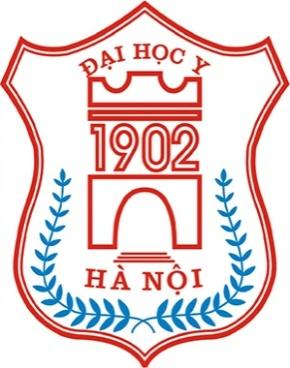 ĐẠI HỌC Y
1902
HÀ NỘI